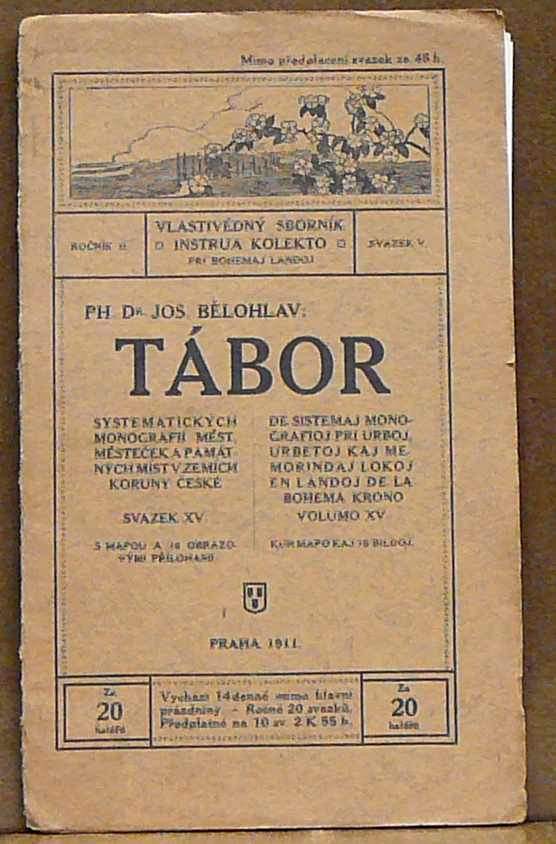 Mimo předplacení svazek za 48 h.
VLASTIVĚDNÝ SBORNÍK
INSTRUA KOLEKTO
PRI BOHEMAJ LANDOJ
ROČNÍK II.
SVAZEK V.
PH. DR. JOS. BĚLOHLAV:
TÁBOR
SYSTEMATICKÝCH
MONOGRAFIÍ MĚST,
MĚSTEČEK A PAMÁT
NÝCH MÍST V ZEMÍCH
KORUNY ČESKÉ
SVAZEK XV
S MAPOU A 16 OBRAZO-
VÝMI PŘÍLOHAMI.
DE SISTEMAJ MONO-
GRAFIOJ PRI URBOJ,
URBETOJ KAJ ME-
MORINDAJ LOKOJ
EN LANDOJ DE LA
BOHEMA KRONO
VOLUMO XV
KUN MAPO KAJ 16 BILDOJ.
PRAHA 1911.
Za
20
haléřů
Vychází 14denně mimo hlavní
prázdniny - Ročně 20 svazků.
Předplatné na 10 sv. 2 K 55 h.
Za
20
haléřů